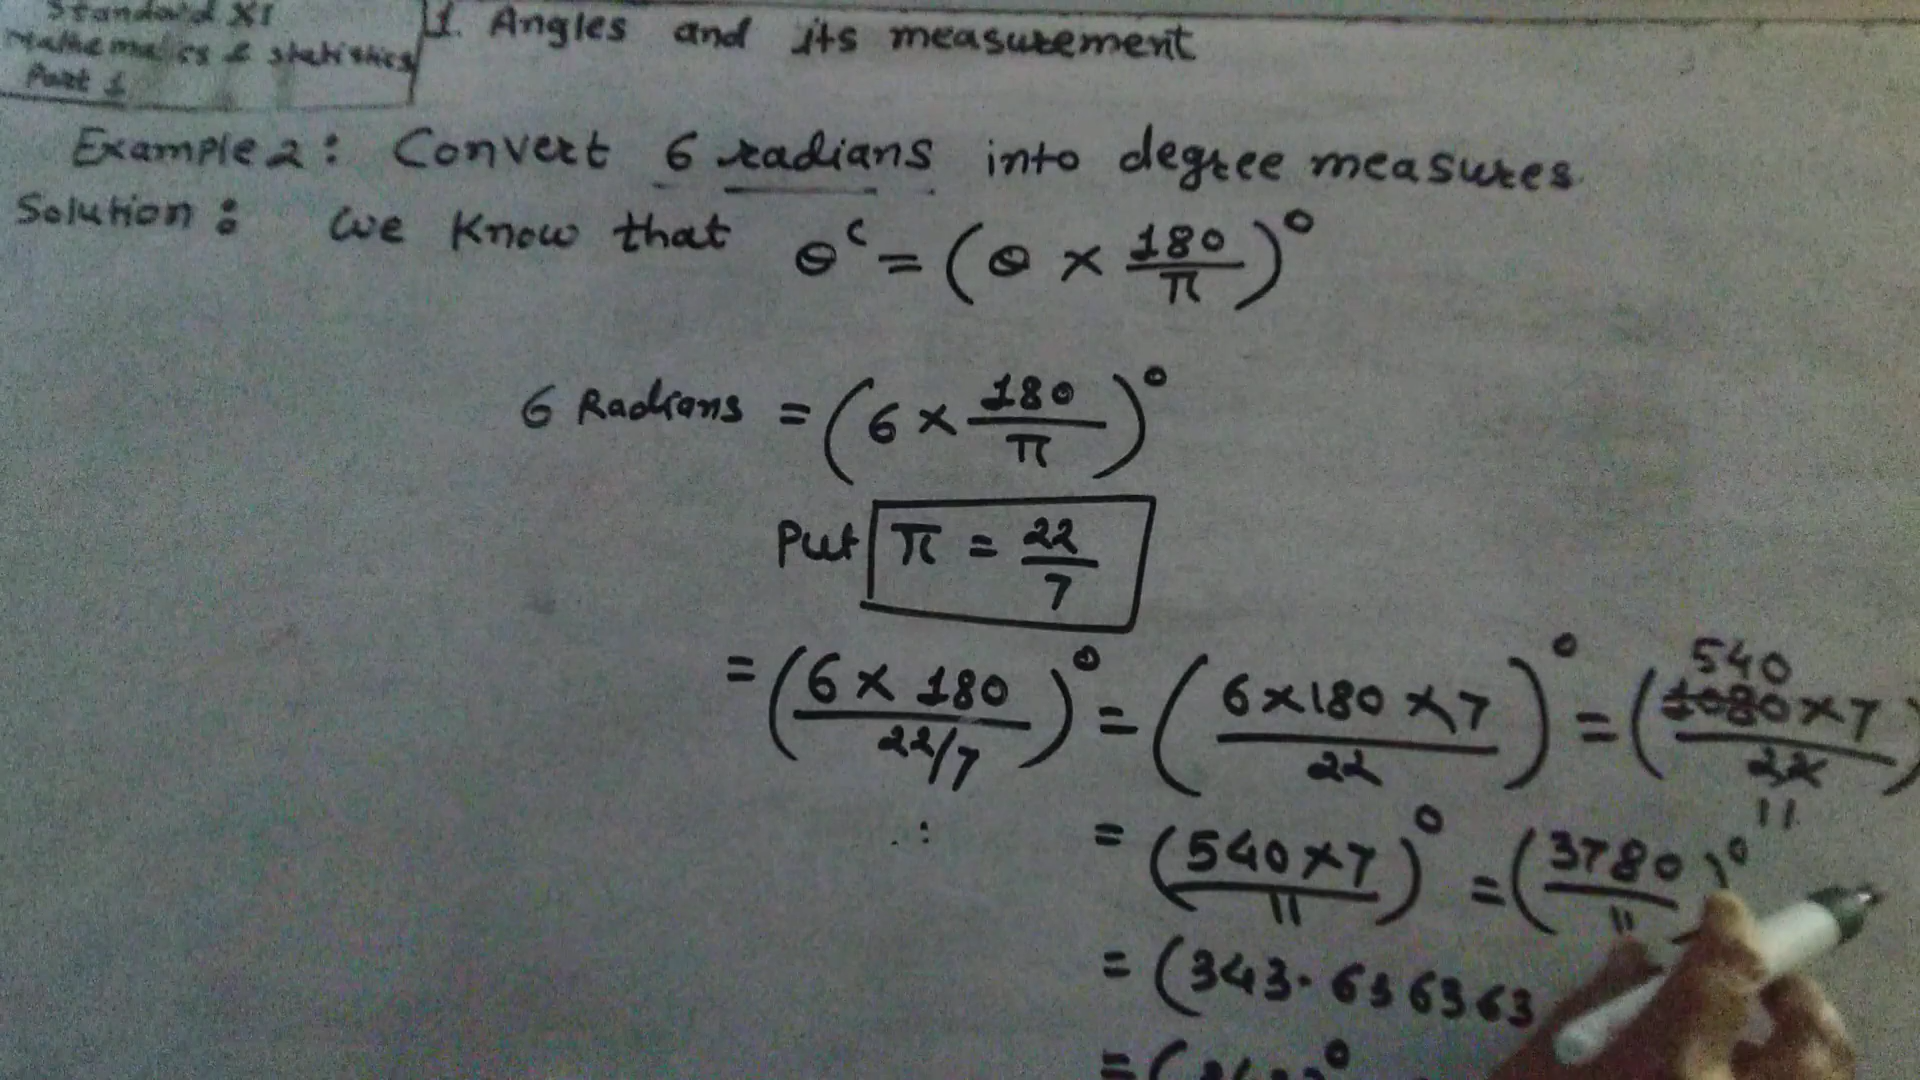 Standard XI
Mathematics & statistics
Part 1
1. Angles and its measurement
Example 2: Convert 6 radians into degree measures.
Solution: We know that θ^c = (θ × 180/π)°
6 Radians = (6 × 180/π)°
Put π = 22/7
= (6 × 180 / 22/7)° = (6×180×7 / 22)° = (540 1080×7 / 22 11)
∴ = (540×7 / 11)° = (3780 / 11)°
= (343.636363